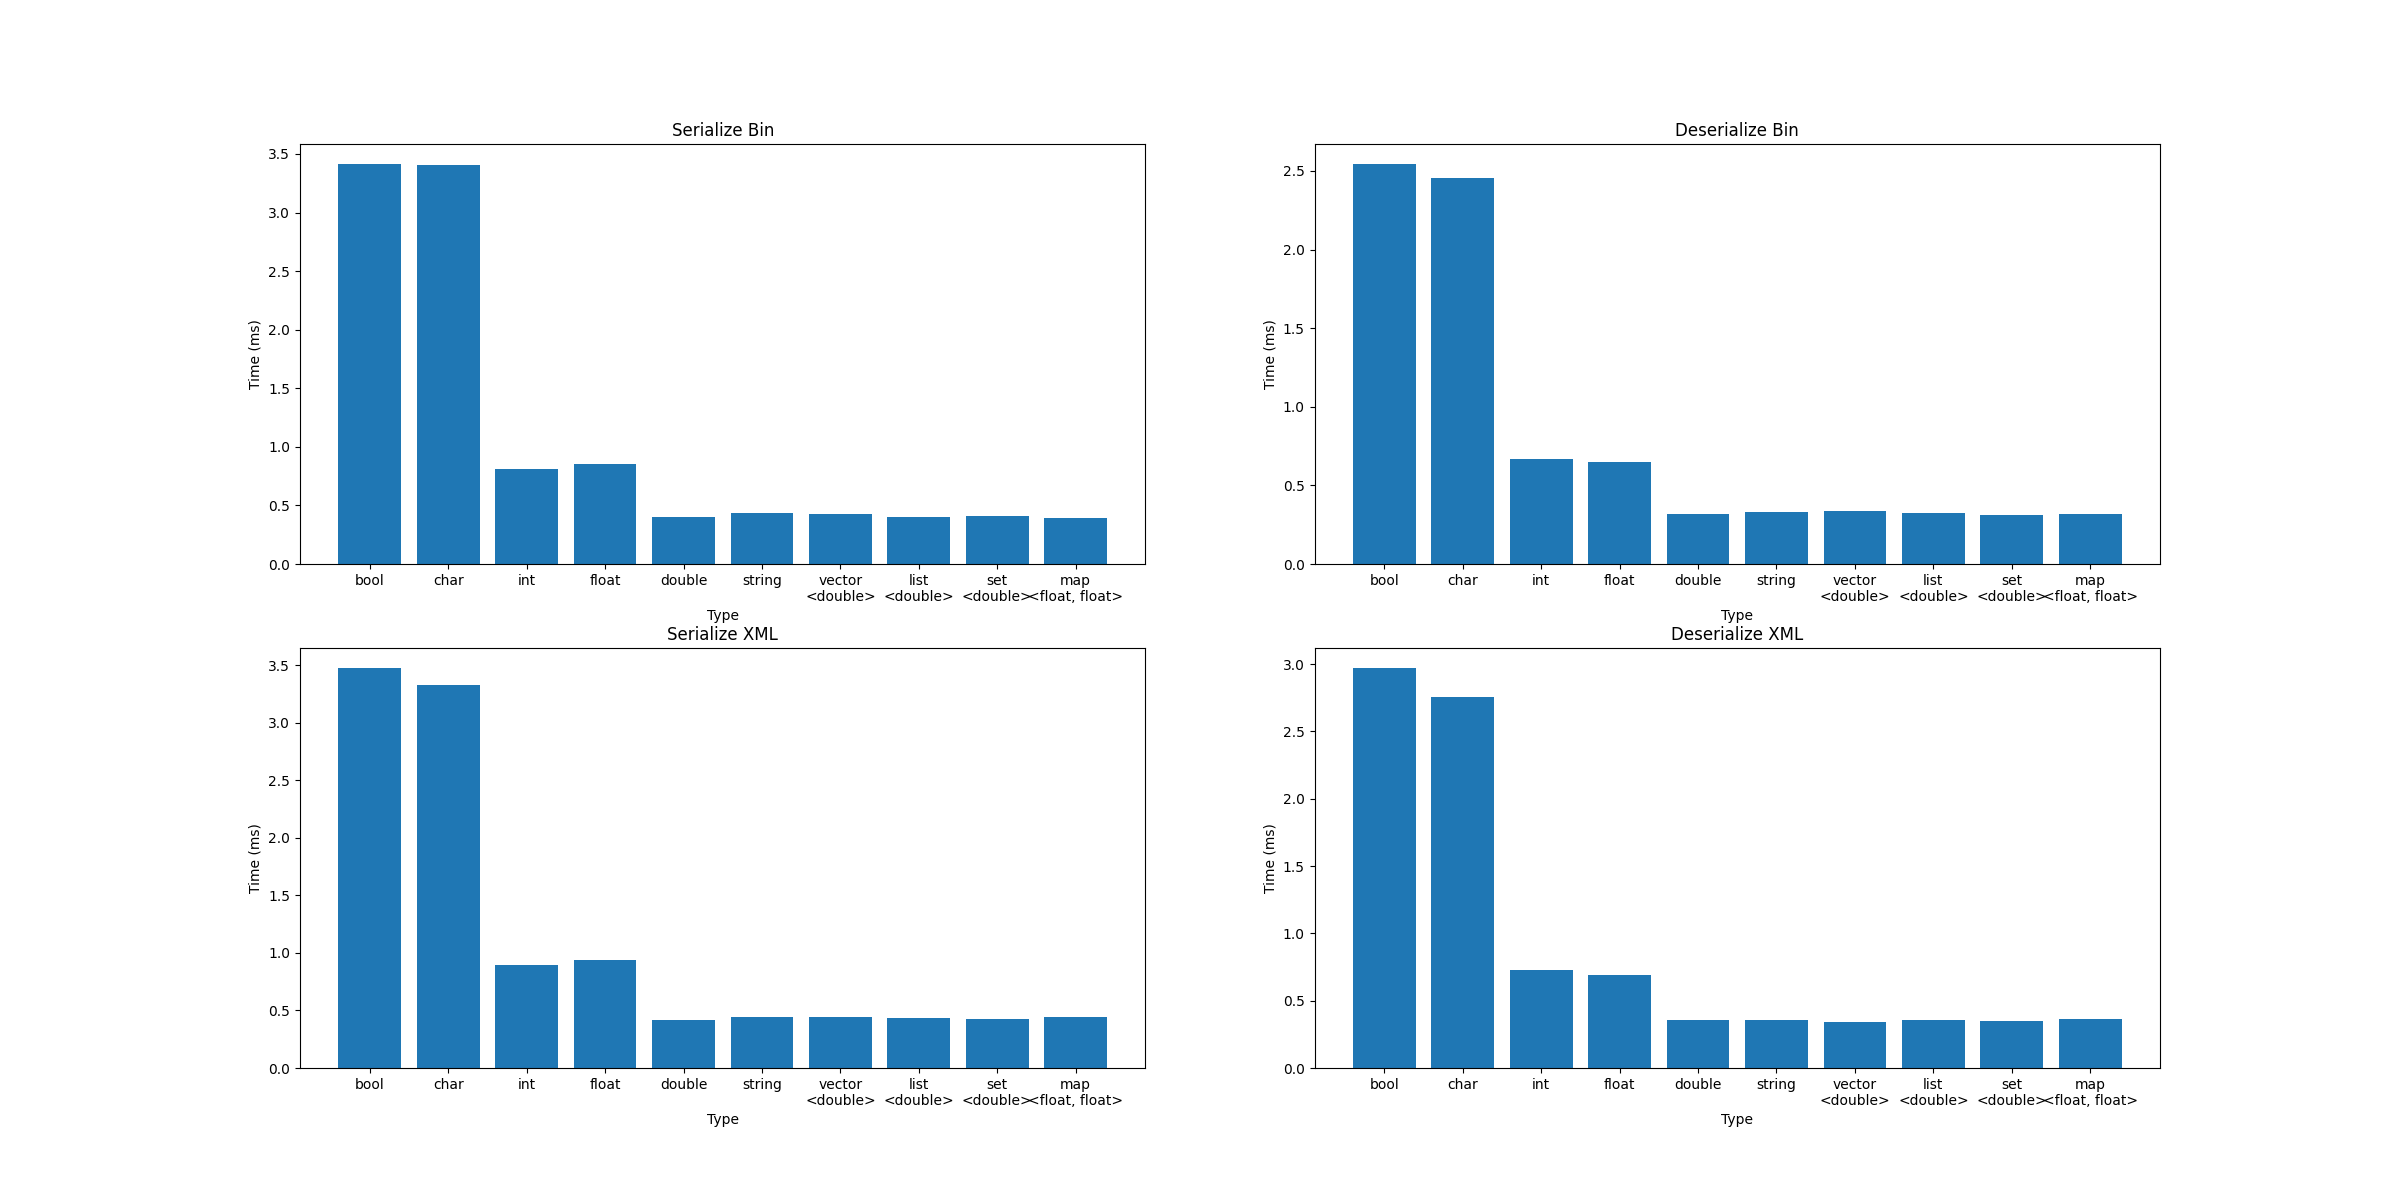 Serialize Bin
3.5
3.0
2.5
2.0
1.5
1.0
0.5
0.0
Time (ms)
bool char int float double string vector list set map
<double> <double> <double> <float, float>
Type
Deserialize Bin
2.5
2.0
1.5
1.0
0.5
0.0
Time (ms)
bool char int float double string vector list set map
<double> <double> <double> <float, float>
Type
Serialize XML
3.5
3.0
2.5
2.0
1.5
1.0
0.5
0.0
Time (ms)
bool char int float double string vector list set map
<double> <double> <double> <float, float>
Type
Deserialize XML
3.0
2.5
2.0
1.5
1.0
0.5
0.0
Time (ms)
bool char int float double string vector list set map
<double> <double> <double> <float, float>
Type